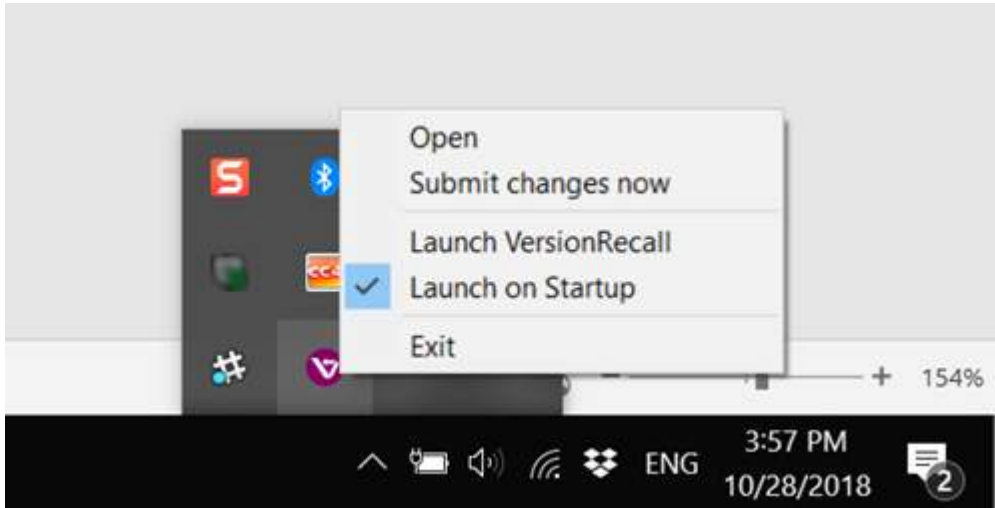 Open
Submit changes now
Launch VersionRecall
Launch on Startup
Exit
154%
ENG
3:57 PM
10/28/2018
2